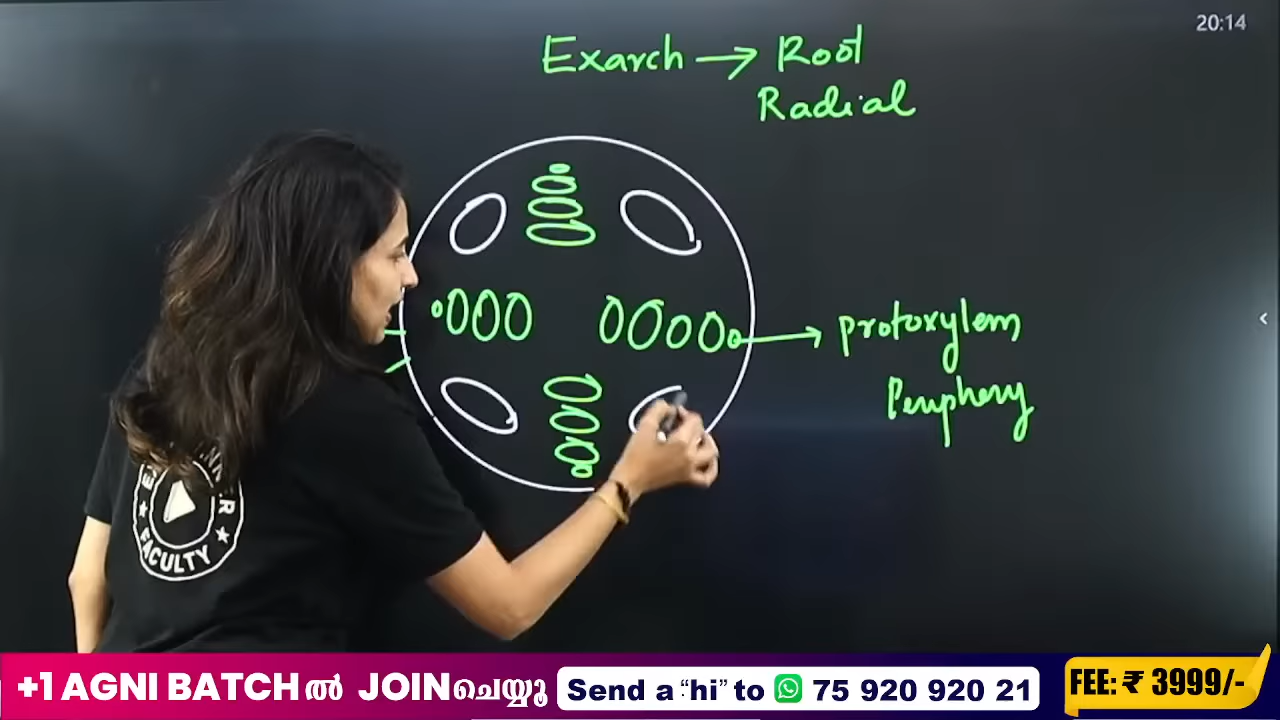 20:14
Exarch → Root
Radial
protoxylem
Periphery
FACULTY
+1 AGNI BATCHൽ JOINചെയ്യൂ
Send a “hi” to 75 920 920 21
FEE: ₹ 3999/-